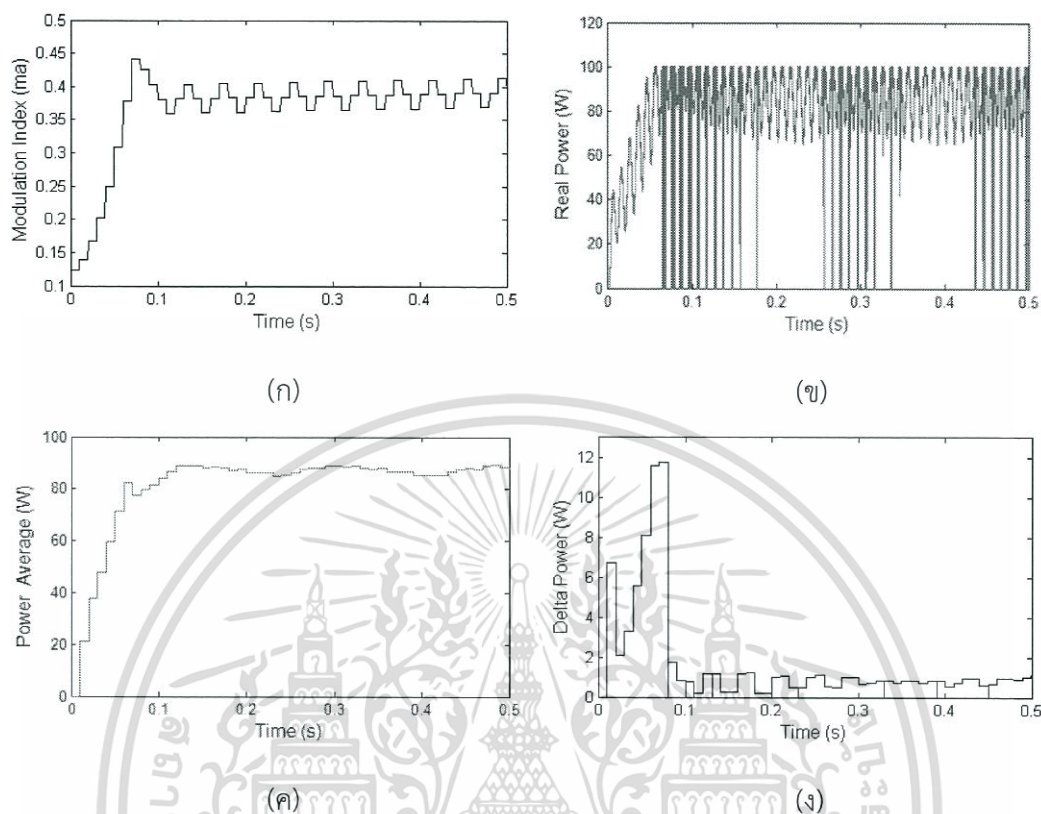 0.5
0.45
0.4
0.35
0.3
0.25
0.2
0.15
0.1
Modulation Index (ma)
0 0.1 0.2 0.3 0.4 0.5
Time (s)
(ก)
120
100
80
60
40
20
0
Real Power (W)
0 0.1 0.2 0.3 0.4 0.5
Time (s)
(ข)
100
80
60
40
20
0
Power Average (W)
0 0.1 0.2 0.3 0.4 0.5
Time (s)
(ค)
12
10
8
6
4
2
0
Delta Power (W)
0 0.1 0.2 0.3 0.4 0.5
Time (s)
(ง)